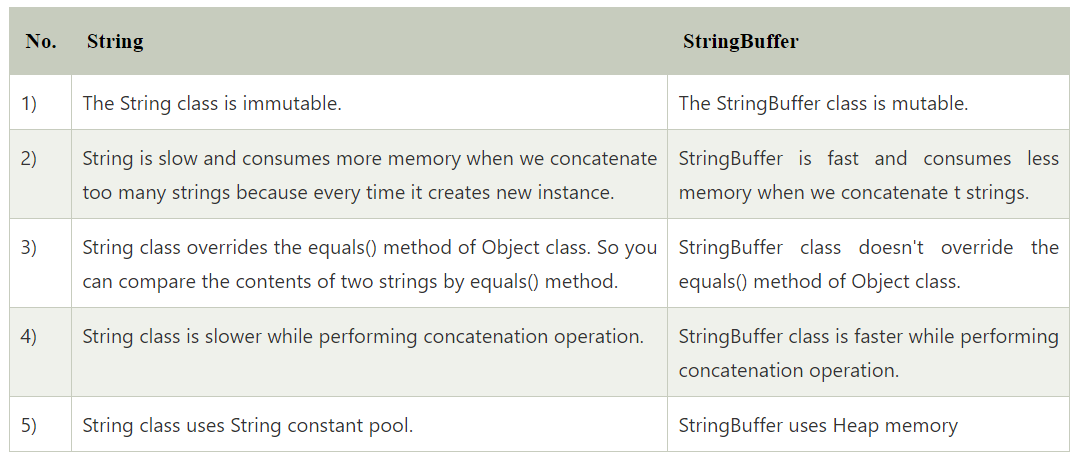 No. String StringBuffer
1) The String class is immutable. The StringBuffer class is mutable.
2) String is slow and consumes more memory when we concatenate StringBuffer is fast and consumes less
too many strings because every time it creates new instance. memory when we concatenate t strings.
3) String class overrides the equals() method of Object class. So you StringBuffer class doesn't override the
can compare the contents of two strings by equals() method. equals() method of Object class.
4) String class is slower while performing concatenation operation. StringBuffer class is faster while performing
concatenation operation.
5) String class uses String constant pool. StringBuffer uses Heap memory